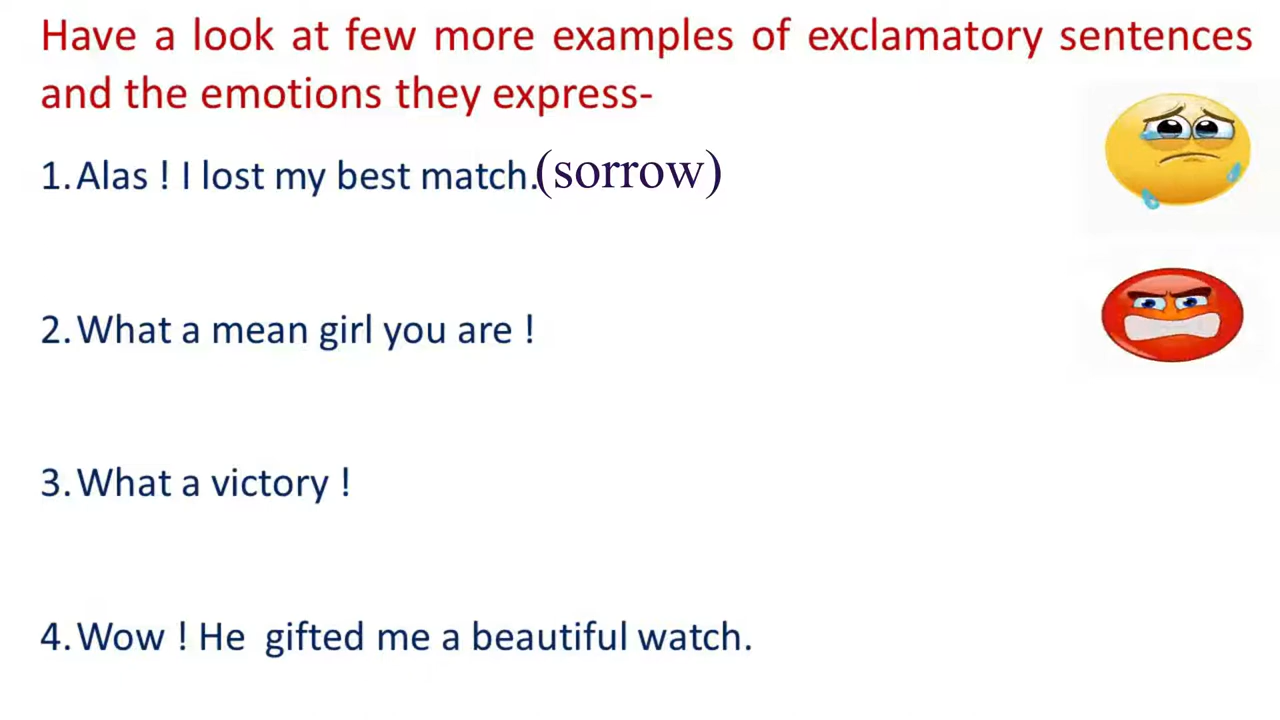 Have a look at few more examples of exclamatory sentences
and the emotions they express-
1. Alas ! I lost my best match.(sorrow)
2. What a mean girl you are !
3. What a victory !
4. Wow ! He gifted me a beautiful watch.